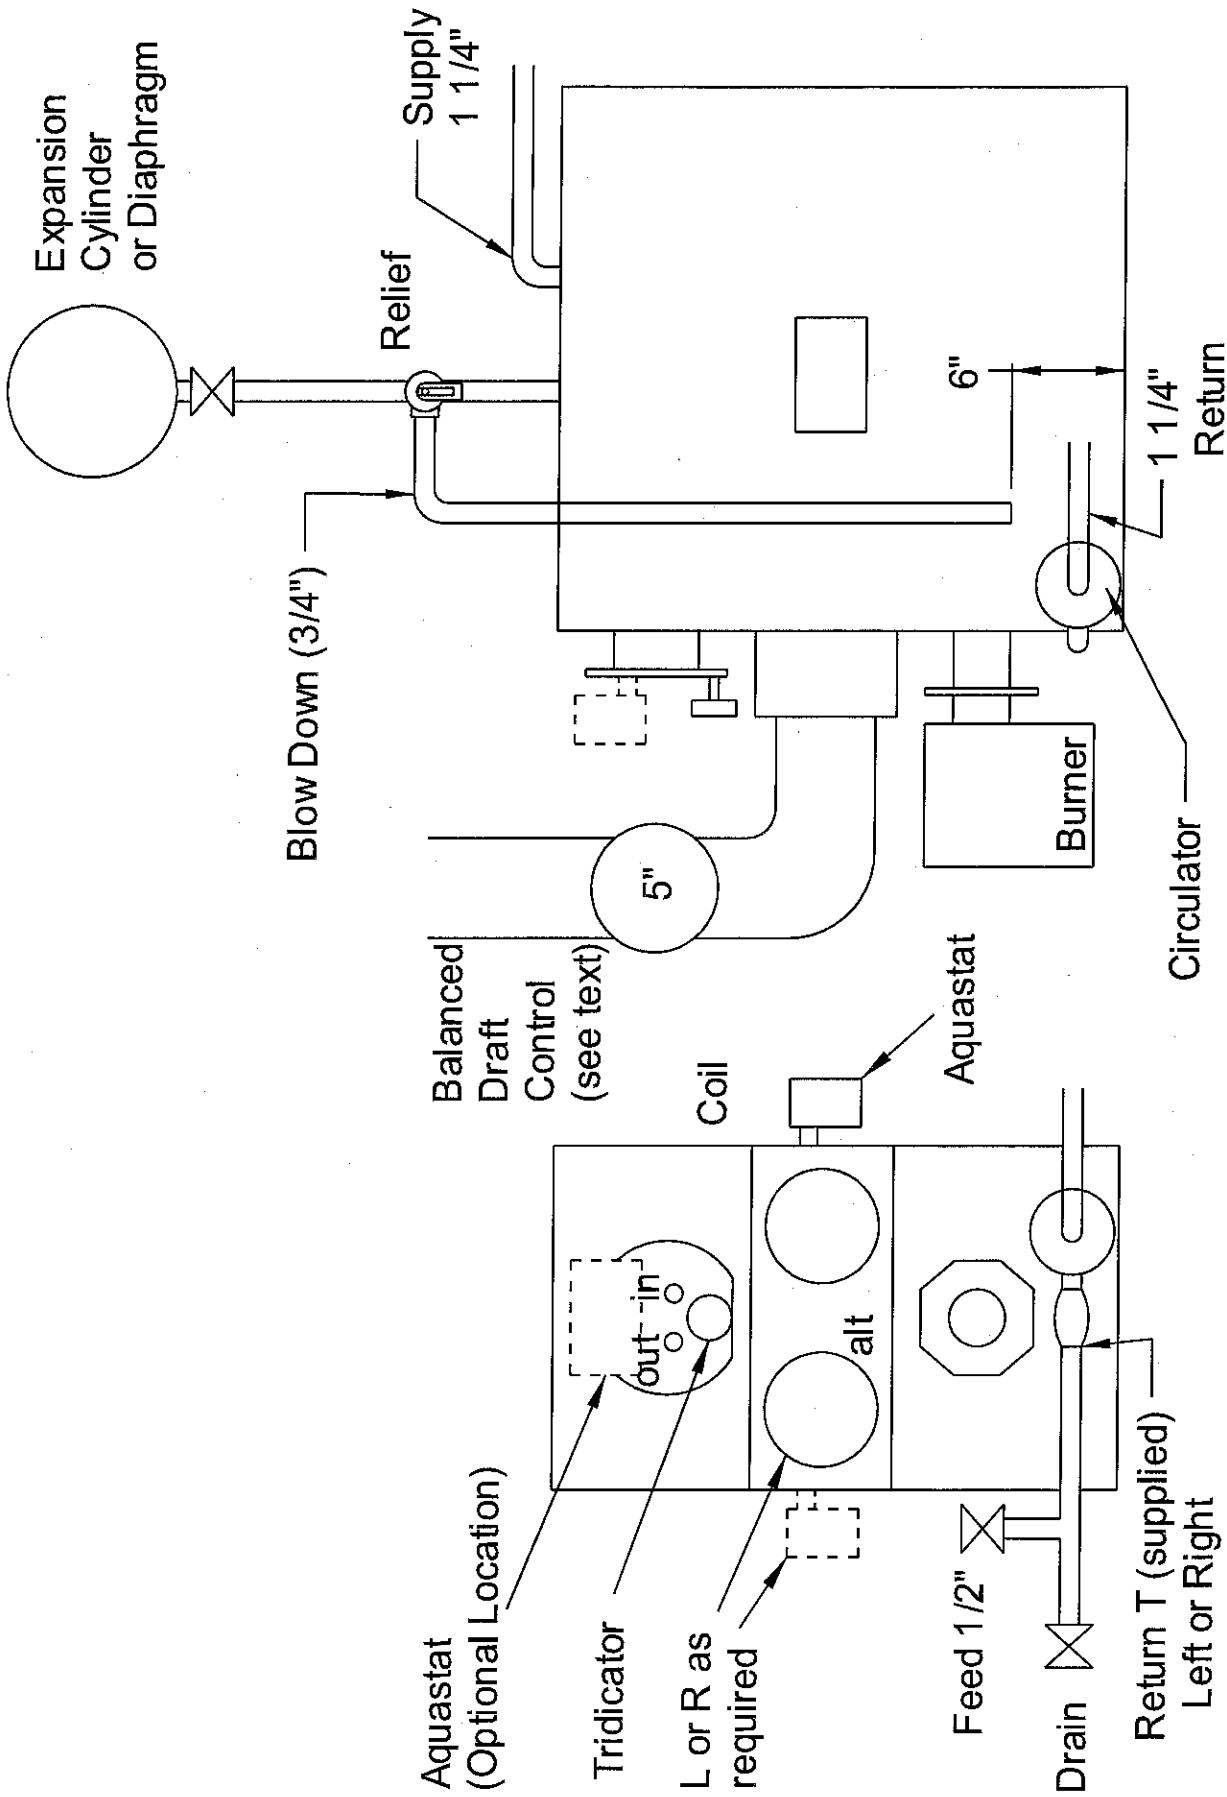 Expansion
Cylinder
or Diaphragm
Supply
1 1/4"
Relief
Blow Down (3/4")
6"
1 1/4"
Return
5"
Burner
Circulator
Balanced
Draft
Control
(see text)
Coil
Aquastat
out in
alt
Aquastat
(Optional Location)
Tridicator
L or R as
required
Feed 1/2"
Drain
Return T (supplied)
Left or Right